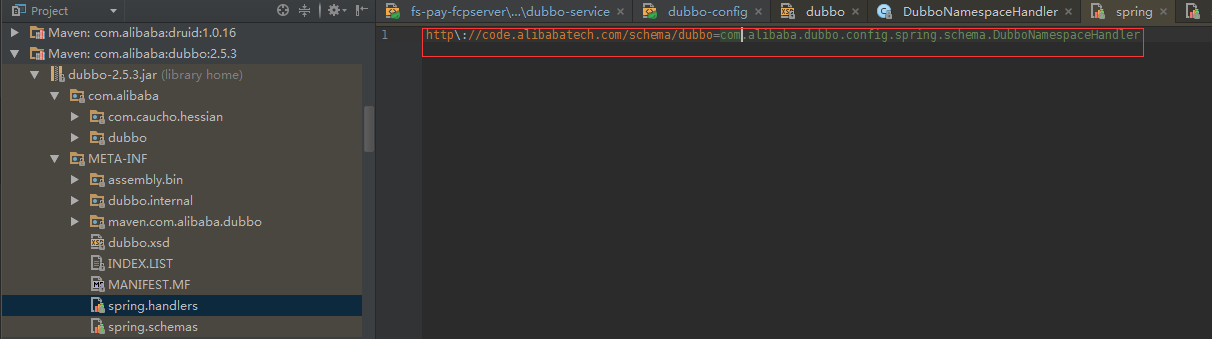 Project
Maven: com.alibaba:druid:1.0.16
Maven: com.alibaba:dubbo:2.5.3
dubbo-2.5.3.jar (library home)
com.alibaba
com.caucho.hessian
dubbo
META-INF
assembly.bin
dubbo.internal
maven.com.alibaba.dubbo
dubbo.xsd
INDEX.LIST
MANIFEST.MF
spring.handlers
spring.schemas
fs-pay-fcpserver\...\dubbo-service
dubbo-config
dubbo
DubboNamespaceHandler
spring
1 http\://code.alibabatech.com/schema/dubbo=com.alibaba.dubbo.config.spring.schema.DubboNamespaceHandler